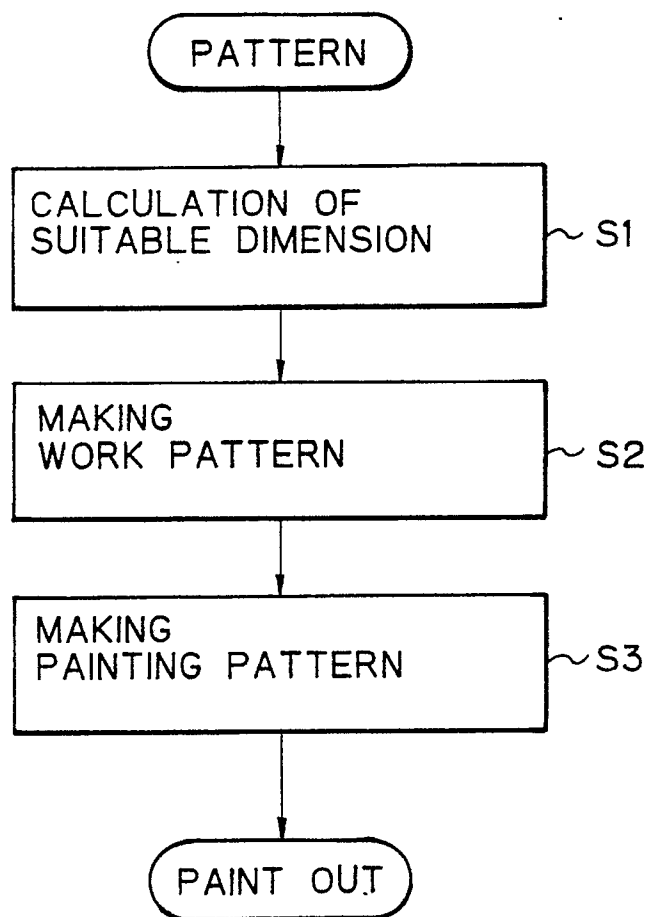 PATTERN
CALCULATION OF
SUITABLE DIMENSION
S1
MAKING
WORK PATTERN
S2
MAKING
PAINTING PATTERN
S3
PAINT OUT